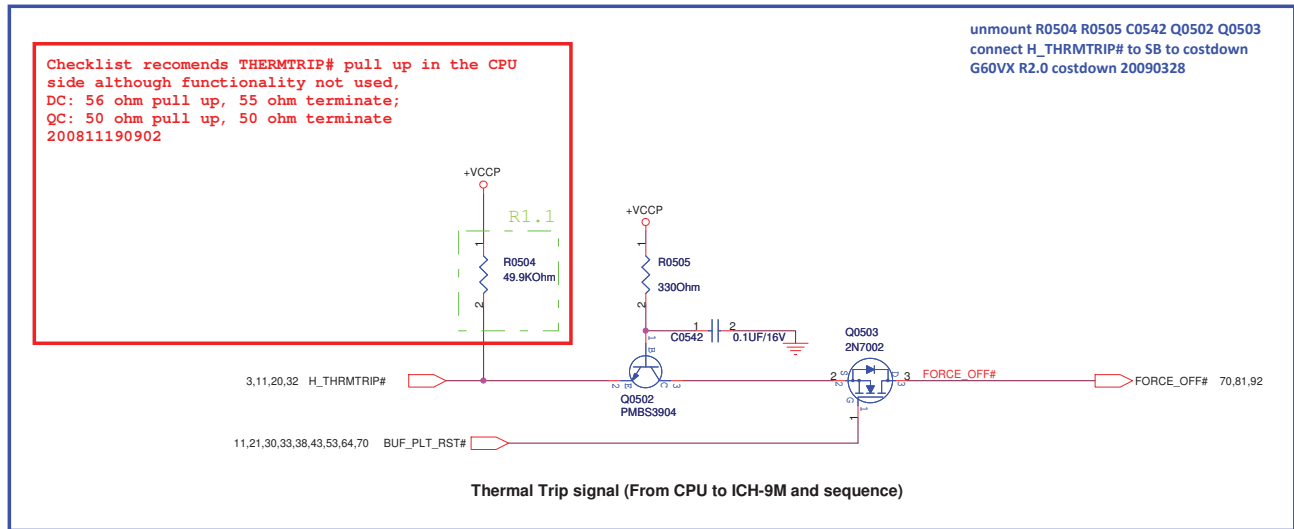 unmount R0504 R0505 C0542 Q0502 Q0503
connect H_THRMTRIP# to SB to costdown
G60VX R2.0 costdown 20090328
Checklist recomends THERMTRIP# pull up in the CPU
side although functionality not used,
DC: 56 ohm pull up, 55 ohm terminate;
QC: 50 ohm pull up, 50 ohm terminate
200811190902
+VCCP
R1.1
1
R0504
49.9KOhm
2
+VCCP
1
R0505
330Ohm
2
C0542
1
2
0.1UF/16V
1
B
2
E
C
3
Q0502
PMBS3904
Q0503
2N7002
2
S
2
D
3
3
G
1
1
FORCE_OFF#
3,11,20,32 H_THRMTRIP#
FORCE_OFF# 70,81,92
11,21,30,33,38,43,53,64,70 BUF_PLT_RST#
Thermal Trip signal (From CPU to ICH-9M and sequence)